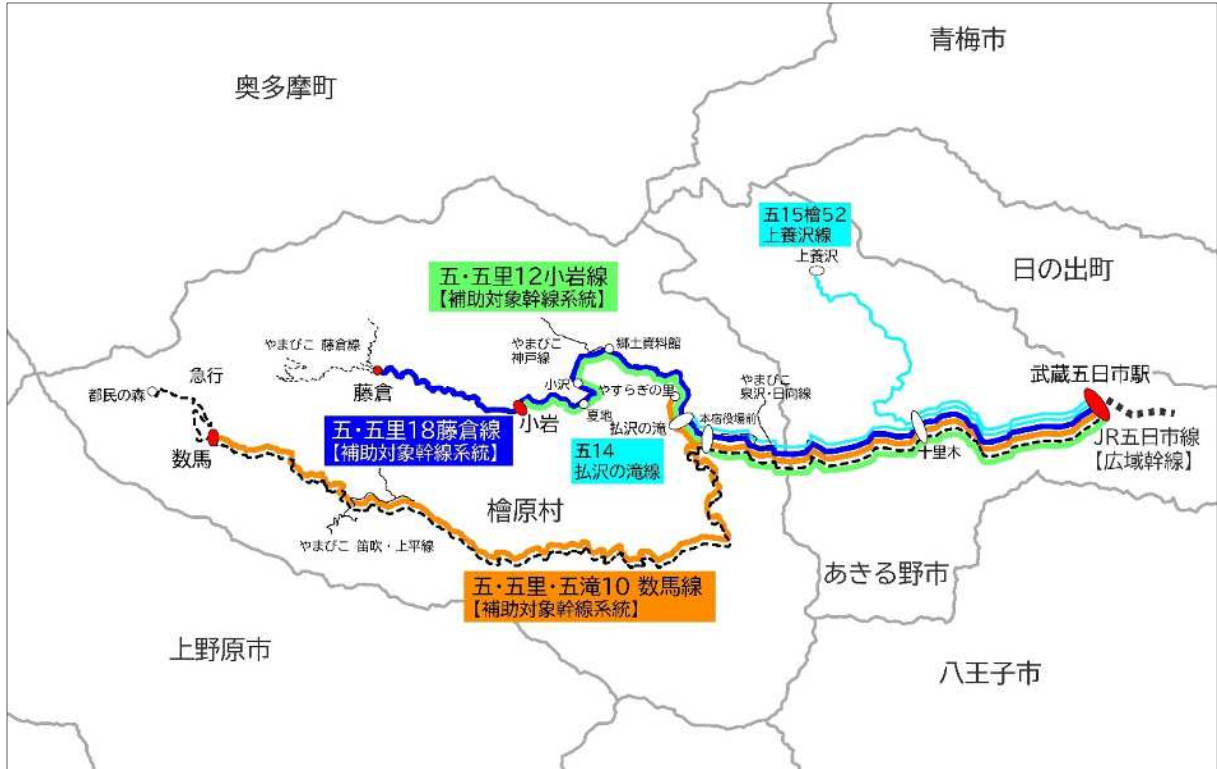 青梅市
奥多摩町
五15檜52
上養沢線
上養沢
日の出町
五・五里12小岩線
【補助対象幹線系統】
やまびこ 藤倉線
やまびこ
神戸線
郷土資料館
急行
都民の森
藤倉
小沢
やすらぎの里
やまびこ
泉沢・日向線
武蔵五日市駅
小岩
夏地
本宿役場前
払沢の滝
十里木
JR五日市線
【広域幹線】
数馬
五・五里18藤倉線
【補助対象幹線系統】
五14
払沢の滝線
檜原村
やまびこ 笛吹・上平線
五・五里・五滝10 数馬線
【補助対象幹線系統】
あきる野市
上野原市
八王子市